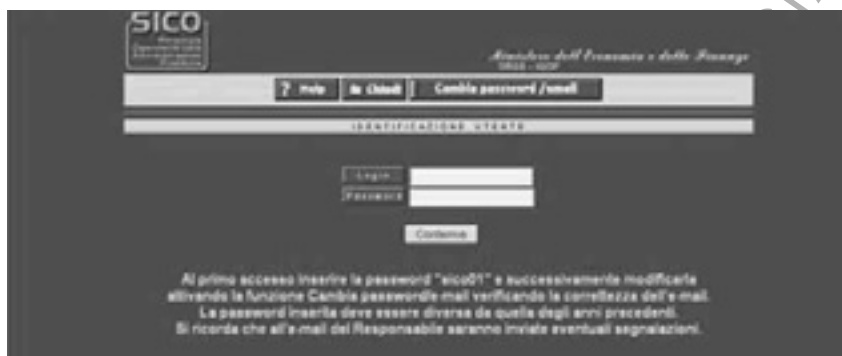 SICO
Ministero dell'Economia e delle Finanze
? Help
Chiudi
Cambia password /email
IDENTIFICAZIONE UTENTE
Login
Password
Conferma
Al primo accesso inserire la password "sico01" e successivamente modificarla
attivando la funzione Cambia password/e-mail verificando la correttezza dell'e-mail.
La password inserita deve essere diversa da quella degli anni precedenti.
Si ricorda che all'e-mail del Responsabile saranno inviate eventuali segnalazioni.